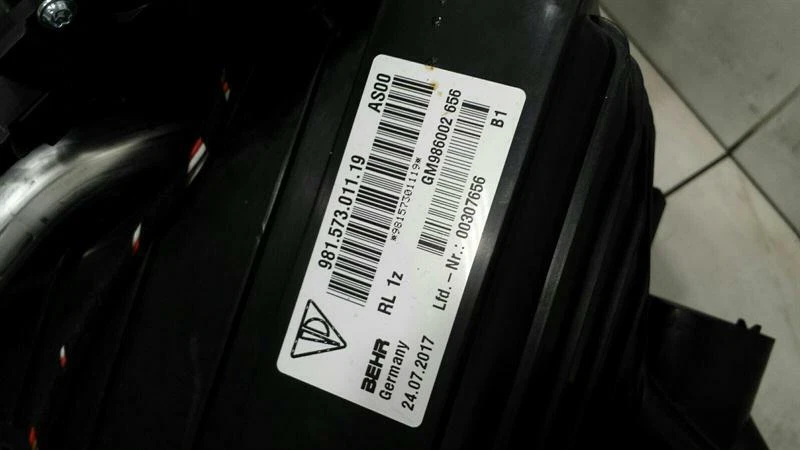 981.573.011.19 AS00
*98157301119*
GM986002 656
RL 1z
BEHR
Germany
24.07.2017
Lfd.-Nr.: 00307656
B1